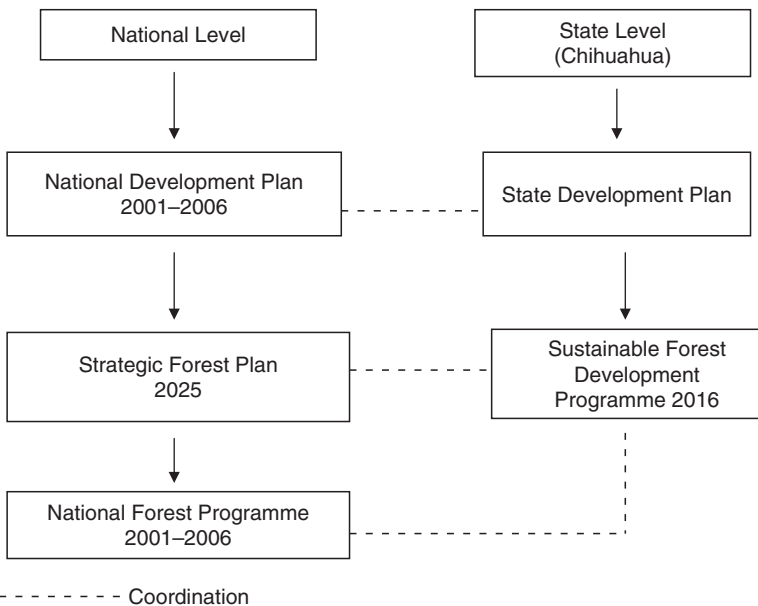 National Level
State Level
(Chihuahua)
National Development Plan
2001–2006
State Development Plan
Strategic Forest Plan
2025
Sustainable Forest
Development
Programme 2016
National Forest Programme
2001–2006
Coordination